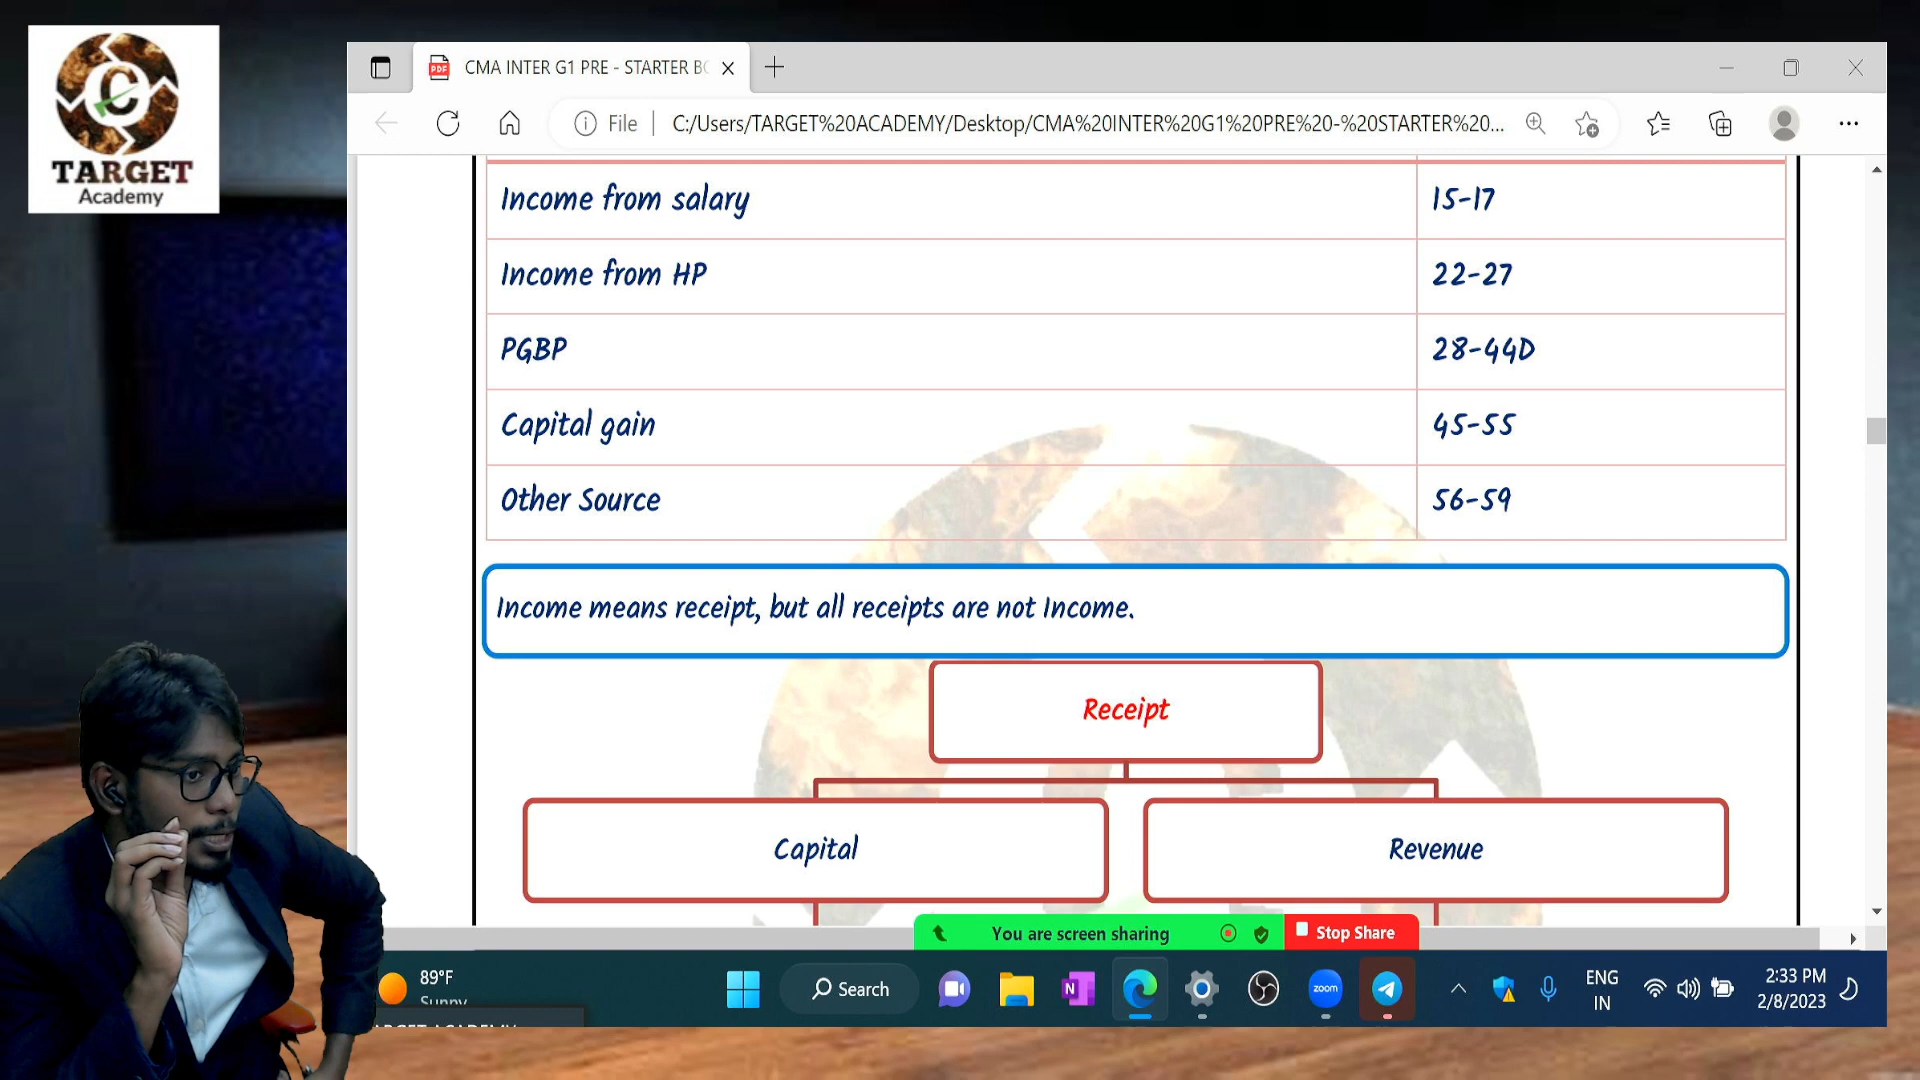 TARGET
Academy
CMA INTER G1 PRE - STARTER BO
File
C:/Users/TARGET%20ACADEMY/Desktop/CMA%20INTER%20G1%20PRE%20-%20STARTER%20...
Income from salary 15-17
Income from HP 22-27
PGBP 28-44D
Capital gain 45-55
Other Source 56-59
Income means receipt, but all receipts are not Income.
Receipt
Capital Revenue
You are screen sharing Stop Share
89°F
Sunny
Search
zoom
ENG
IN
2:33 PM
2/8/2023